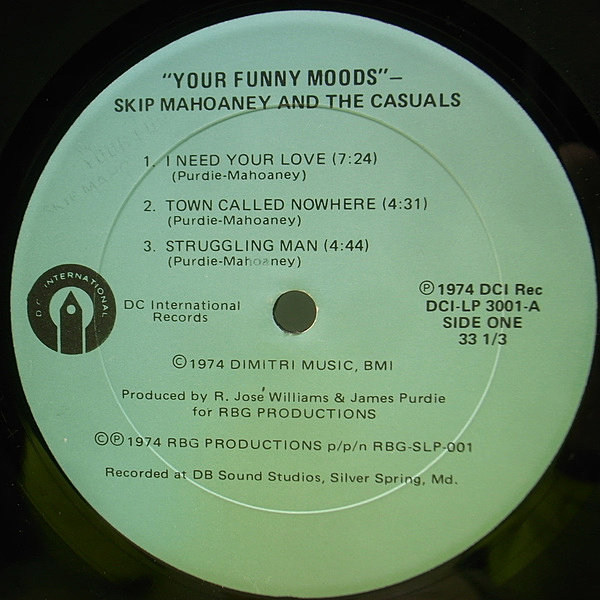 "YOUR FUNNY MOODS"—
SKIP MAHOANEY AND THE CASUALS
1. I NEED YOUR LOVE (7:24)
(Purdie-Mahoaney)
2. TOWN CALLED NOWHERE (4:31)
(Purdie-Mahoaney)
3. STRUGGLING MAN (4:44)
(Purdie-Mahoaney)
DC INTERNATIONAL
DC International
Records
℗ 1974 DCI Rec
DCI-LP 3001-A
SIDE ONE
33 1/3
© 1974 DIMITRI MUSIC, BMI
Produced by R. José Williams & James Purdie
for RBG PRODUCTIONS
©℗ 1974 RBG PRODUCTIONS p/p/n RBG-SLP-001
Recorded at DB Sound Studios, Silver Spring, Md.